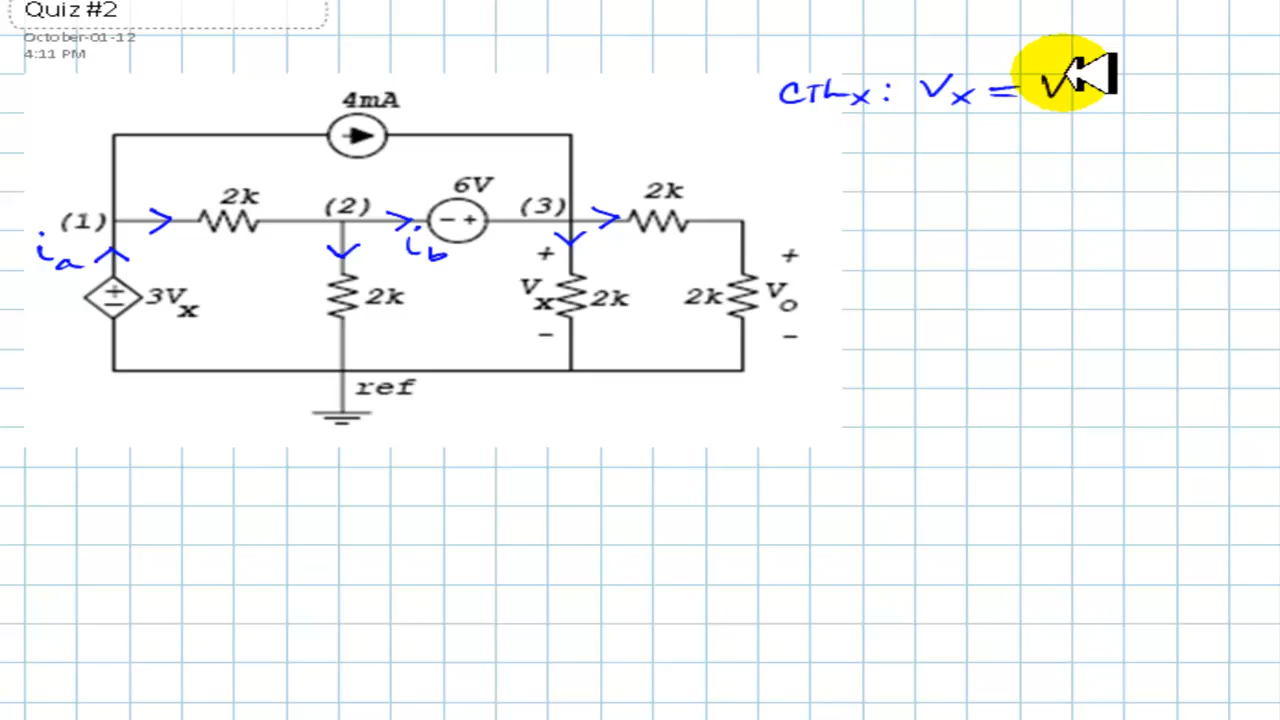 Quiz #2
October-01-12
4:11 PM
CTLx: Vx = V
4mA
2k
6V
2k
(1)
(2)
(3)
ia
ib
+
+
3Vx
2k
Vx
2k
2k
Vo
-
-
ref